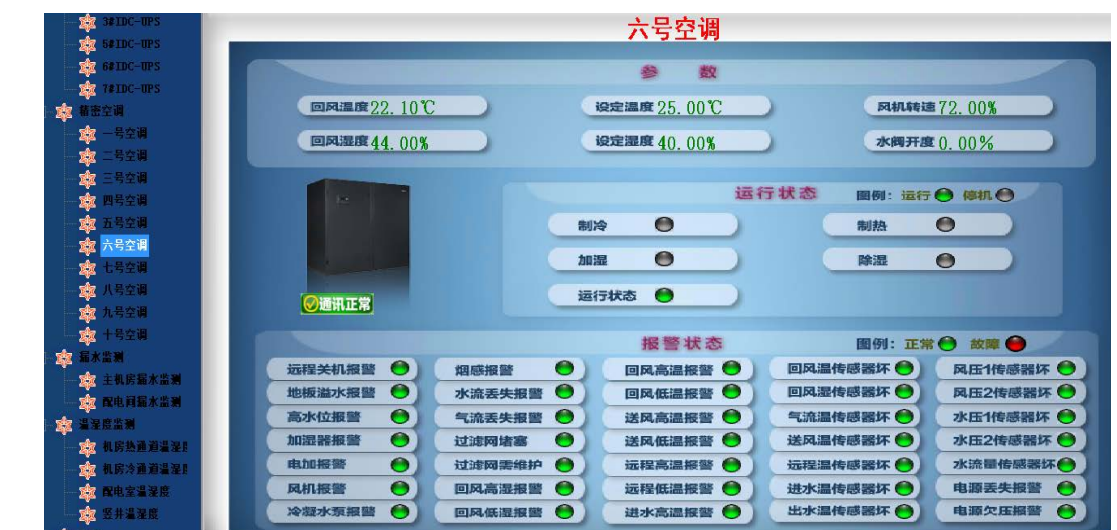 3#IDC-UPS
5#IDC-UPS
6#IDC-UPS
7#IDC-UPS
精密空调
一号空调
二号空调
三号空调
四号空调
五号空调
六号空调
七号空调
八号空调
九号空调
十号空调
漏水监测
主机房漏水监测
配电间漏水监测
温湿度监测
机房热通道温湿
机房冷通道温湿
配电室温湿度
竖井温湿度
六号空调
参 数
回风温度22.10℃ 设定温度25.00℃ 风机转速72.00%
回风湿度44.00% 设定湿度40.00% 水阀开度0.00%
运行状态 图例：运行 停机
制冷 制热
加湿 除湿
运行状态
通讯正常
报警状态 图例：正常 故障
远程关机报警 烟感报警 回风高温报警 回风温传感器坏 风压1传感器坏
地板溢水报警 水流丢失报警 回风低温报警 回风湿传感器坏 风压2传感器坏
高水位报警 气流丢失报警 送风高温报警 气流温传感器坏 水压1传感器坏
加湿器报警 过滤网堵塞 送风低温报警 送风温传感器坏 水压2传感器坏
电加报警 过滤网需维护 远程高温报警 远程温传感器坏 水流量传感器坏
风机报警 回风高湿报警 远程低温报警 进水温传感器坏 电源丢失报警
冷凝水泵报警 回风低湿报警 进水高温报警 出水温传感器坏 电源欠压报警